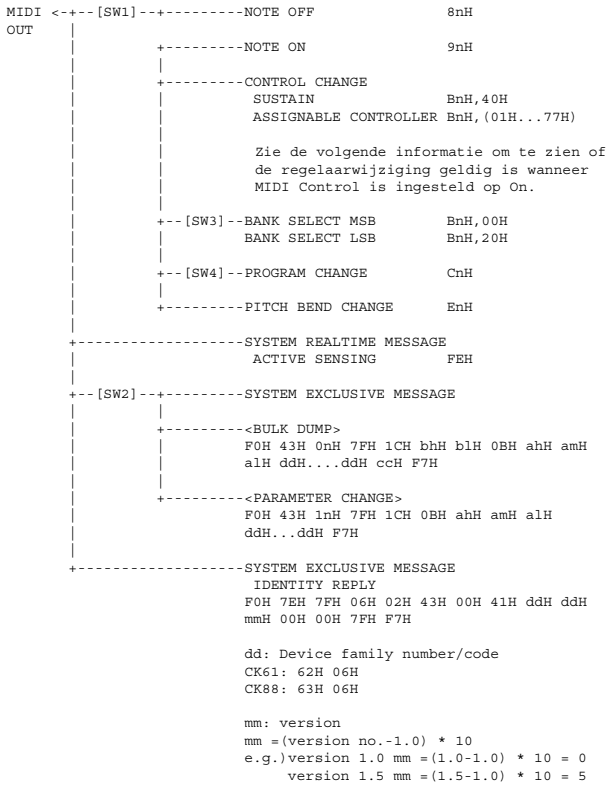 MIDI <-+--[SW1]--+---------NOTE OFF 8nH
OUT | |
| +---------NOTE ON 9nH
| |
| +---------CONTROL CHANGE
| | SUSTAIN BnH,40H
| | ASSIGNABLE CONTROLLER BnH,(01H...77H)
| |
| | Zie de volgende informatie om te zien of
| | de regelaarwijziging geldig is wanneer
| | MIDI Control is ingesteld op On.
| |
| +--[SW3]--BANK SELECT MSB BnH,00H
| | BANK SELECT LSB BnH,20H
| |
| +--[SW4]--PROGRAM CHANGE CnH
| |
| +---------PITCH BEND CHANGE EnH
|
+-------------------SYSTEM REALTIME MESSAGE
| ACTIVE SENSING FEH
|
+--[SW2]--+---------SYSTEM EXCLUSIVE MESSAGE
| |
| +---------<BULK DUMP>
| | F0H 43H 0nH 7FH 1CH bhH blH 0BH ahH amH
| | alH ddH....ddH ccH F7H
| |
| +---------<PARAMETER CHANGE>
| F0H 43H 1nH 7FH 1CH 0BH ahH amH alH
| ddH...ddH F7H
|
+-------------------SYSTEM EXCLUSIVE MESSAGE
IDENTITY REPLY
F0H 7EH 7FH 06H 02H 43H 00H 41H ddH ddH
mmH 00H 00H 7FH F7H
dd: Device family number/code
CK61: 62H 06H
CK88: 63H 06H
mm: version
mm =(version no.-1.0) * 10
e.g.)version 1.0 mm =(1.0-1.0) * 10 = 0
version 1.5 mm =(1.5-1.0) * 10 = 5